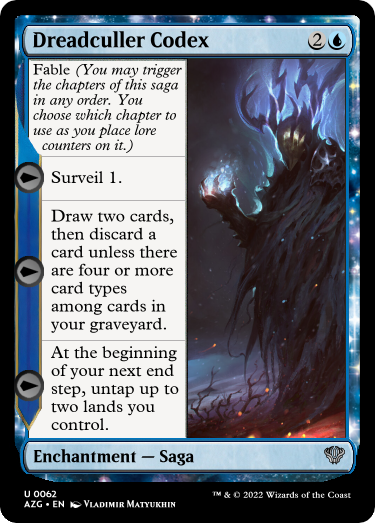 Dreadculler Codex 2
Fable (You may trigger
the chapters of this saga
in any order. You
choose which chapter to
use as you place lore
counters on it.)
Surveil 1.
Draw two cards,
then discard a
card unless there
are four or more
card types
among cards in
your graveyard.
At the beginning
of your next end
step, untap up to
two lands you
control.
Enchantment — Saga
U 0062
AZG • EN Vladimir Matyukhin
™ & © 2022 Wizards of the Coast